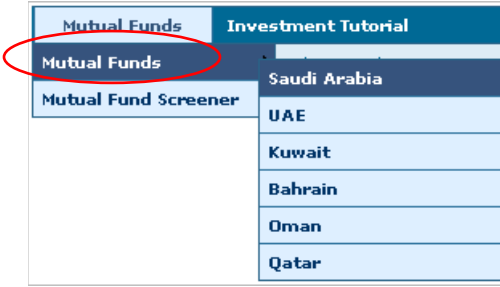 Mutual Funds Investment Tutorial
Mutual Funds
Saudi Arabia
Mutual Fund Screener
UAE
Kuwait
Bahrain
Oman
Qatar